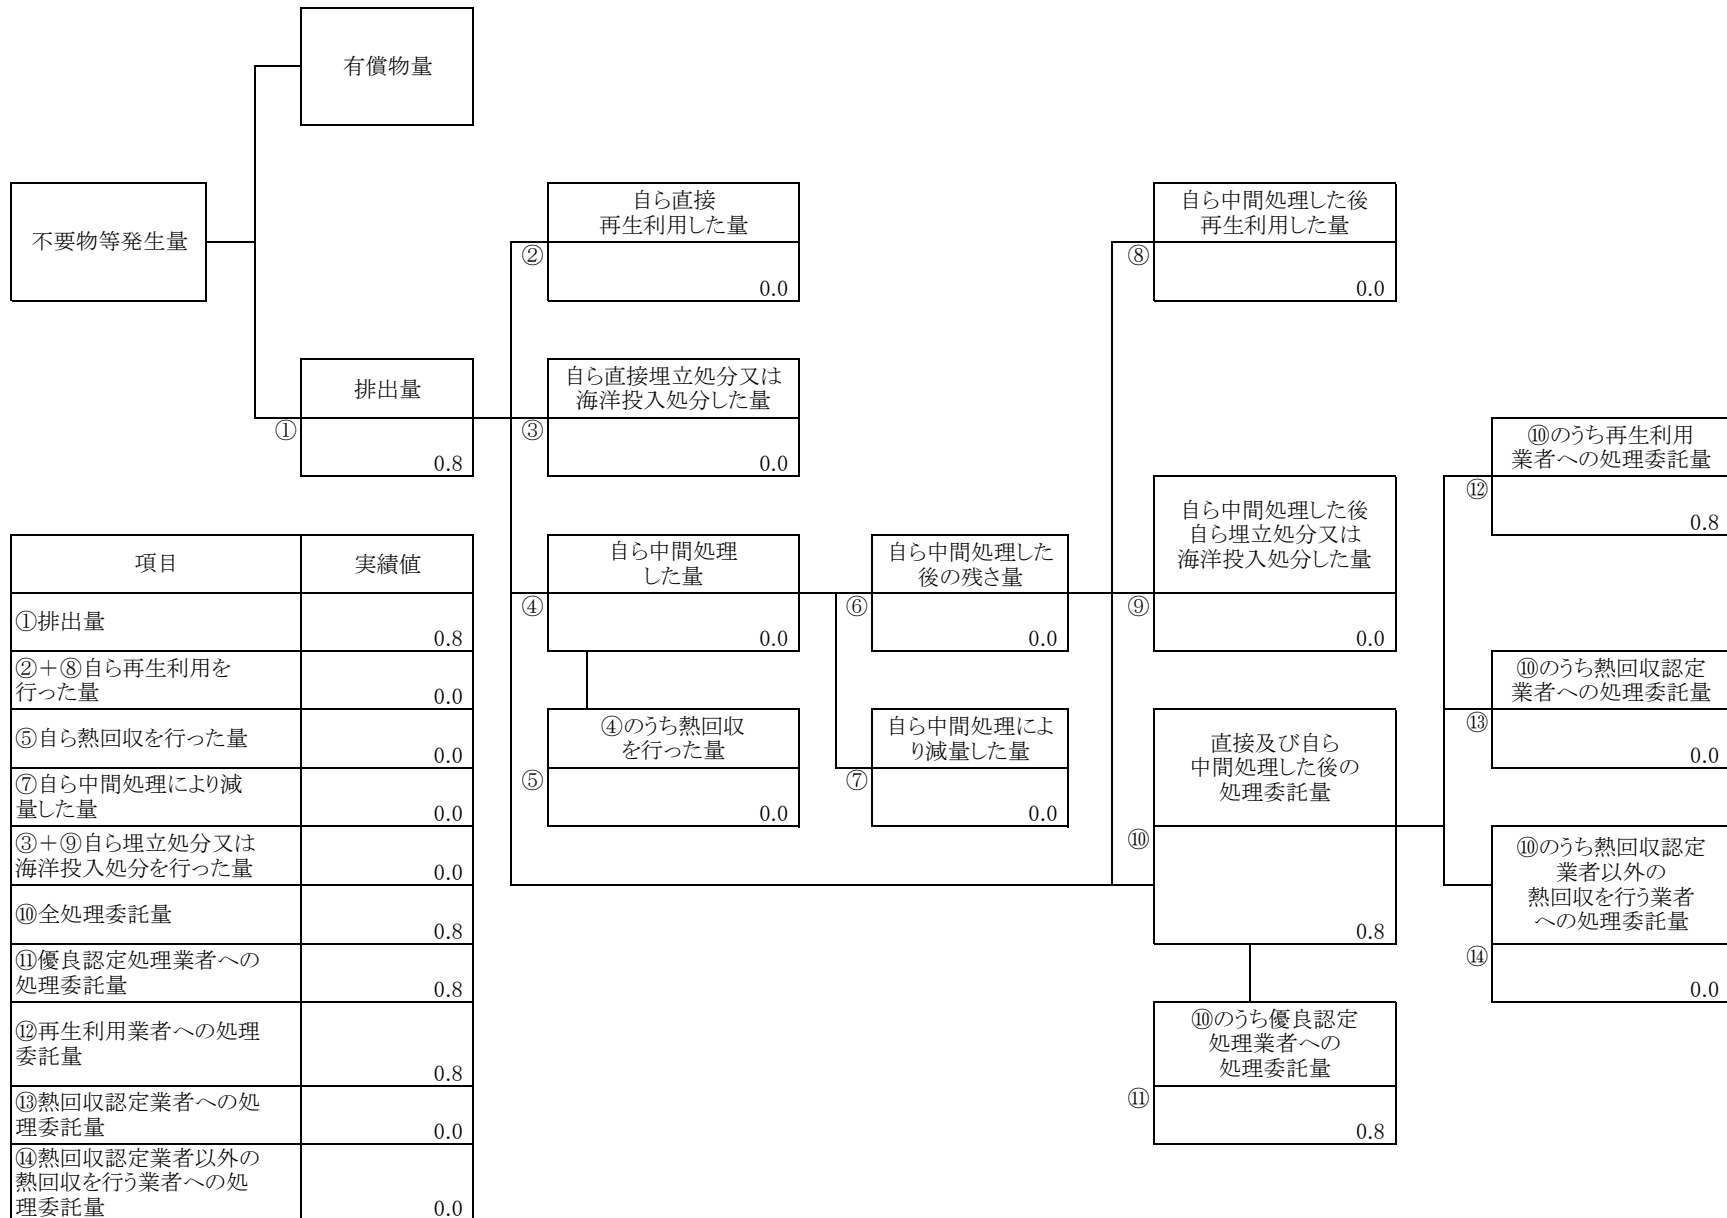 有償物量
不要物等発生量
自ら直接
再生利用した量
②
0.0
自ら中間処理した後
再生利用した量
⑧
0.0
排出量
①
0.8
自ら直接埋立処分又は
海洋投入処分した量
③
0.0
⑩のうち再生利用
業者への処理委託量
⑫
0.8
自ら中間処理
した量
④
0.0
自ら中間処理した
後の残さ量
⑥
0.0
自ら中間処理した後
自ら埋立処分又は
海洋投入処分した量
⑨
0.0
⑩のうち熱回収認定
業者への処理委託量
⑬
0.0
④のうち熱回収
を行った量
⑤
0.0
自ら中間処理によ
り減量した量
⑦
0.0
直接及び自ら
中間処理した後の
処理委託量
⑩
0.8
⑩のうち熱回収認定
業者以外の
熱回収を行う業者
への処理委託量
⑭
0.0
⑩のうち優良認定
処理業者への
処理委託量
⑪
0.8
項目 実績値
①排出量 0.8
②＋⑧自ら再生利用を
行った量 0.0
⑤自ら熱回収を行った量 0.0
⑦自ら中間処理により減
量した量 0.0
③＋⑨自ら埋立処分又は
海洋投入処分を行った量 0.0
⑩全処理委託量 0.8
⑪優良認定処理業者への
処理委託量 0.8
⑫再生利用業者への処理
委託量 0.8
⑬熱回収認定業者への処
理委託量 0.0
⑭熱回収認定業者以外の
熱回収を行う業者への処
理委託量 0.0